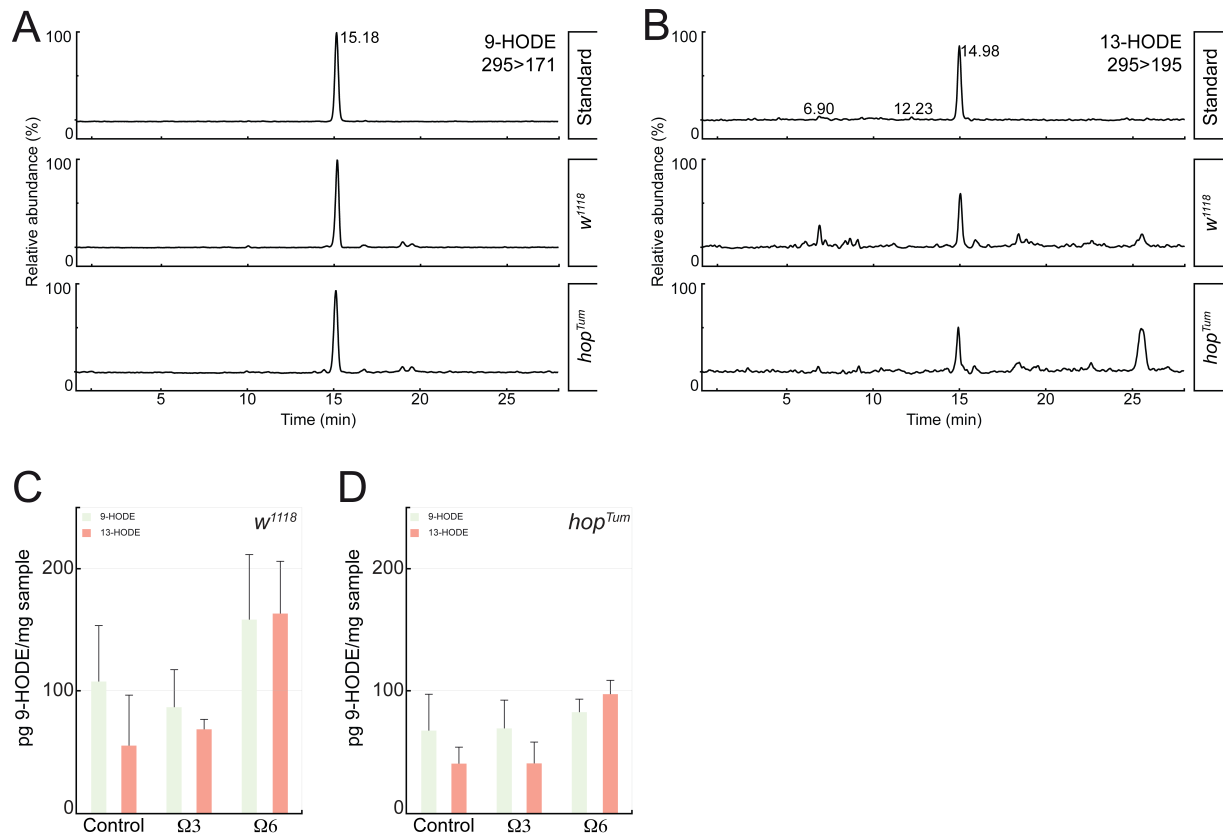 A
100
15.18
9-HODE
295>171
Standard
0
100
w1118
0
Relative abundance (%)
100
hopTum
0
5
10
15
20
25
Time (min)
B
100
6.90
12.23
14.98
13-HODE
295>195
Standard
0
100
w1118
0
Relative abundance (%)
100
hopTum
0
5
10
15
20
25
Time (min)
C
9-HODE
13-HODE
w1118
pg 9-HODE/mg sample
200
100
0
Control
Ω3
Ω6
D
9-HODE
13-HODE
hopTum
pg 9-HODE/mg sample
200
100
0
Control
Ω3
Ω6